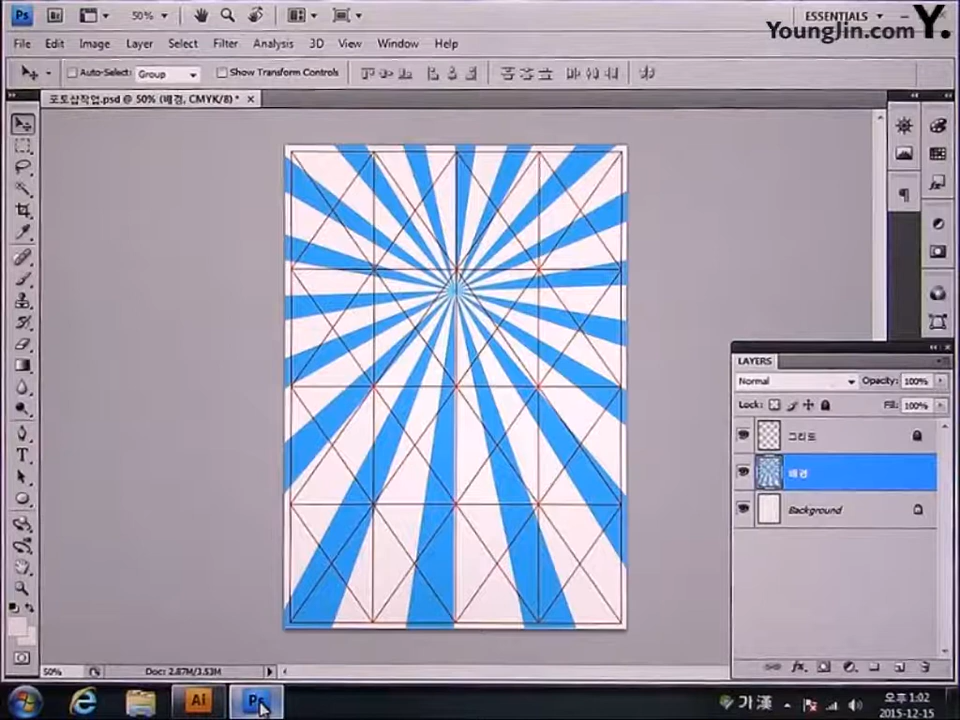 Ps
Br
50%
ESSENTIALS
Youngjin.com Y.
File Edit Image Layer Select Filter Analysis 3D View Window Help
Auto-Select: Group Show Transform Controls
포토샵작업.psd @ 50% (배경, CMYK/8) *
LAYERS
Normal Opacity: 100%
Lock: Fill: 100%
그리드
배경
Background
50% Doc: 2.87M/3.53M
Ai Ps
가 漢
오후 1:02
2015-12-15